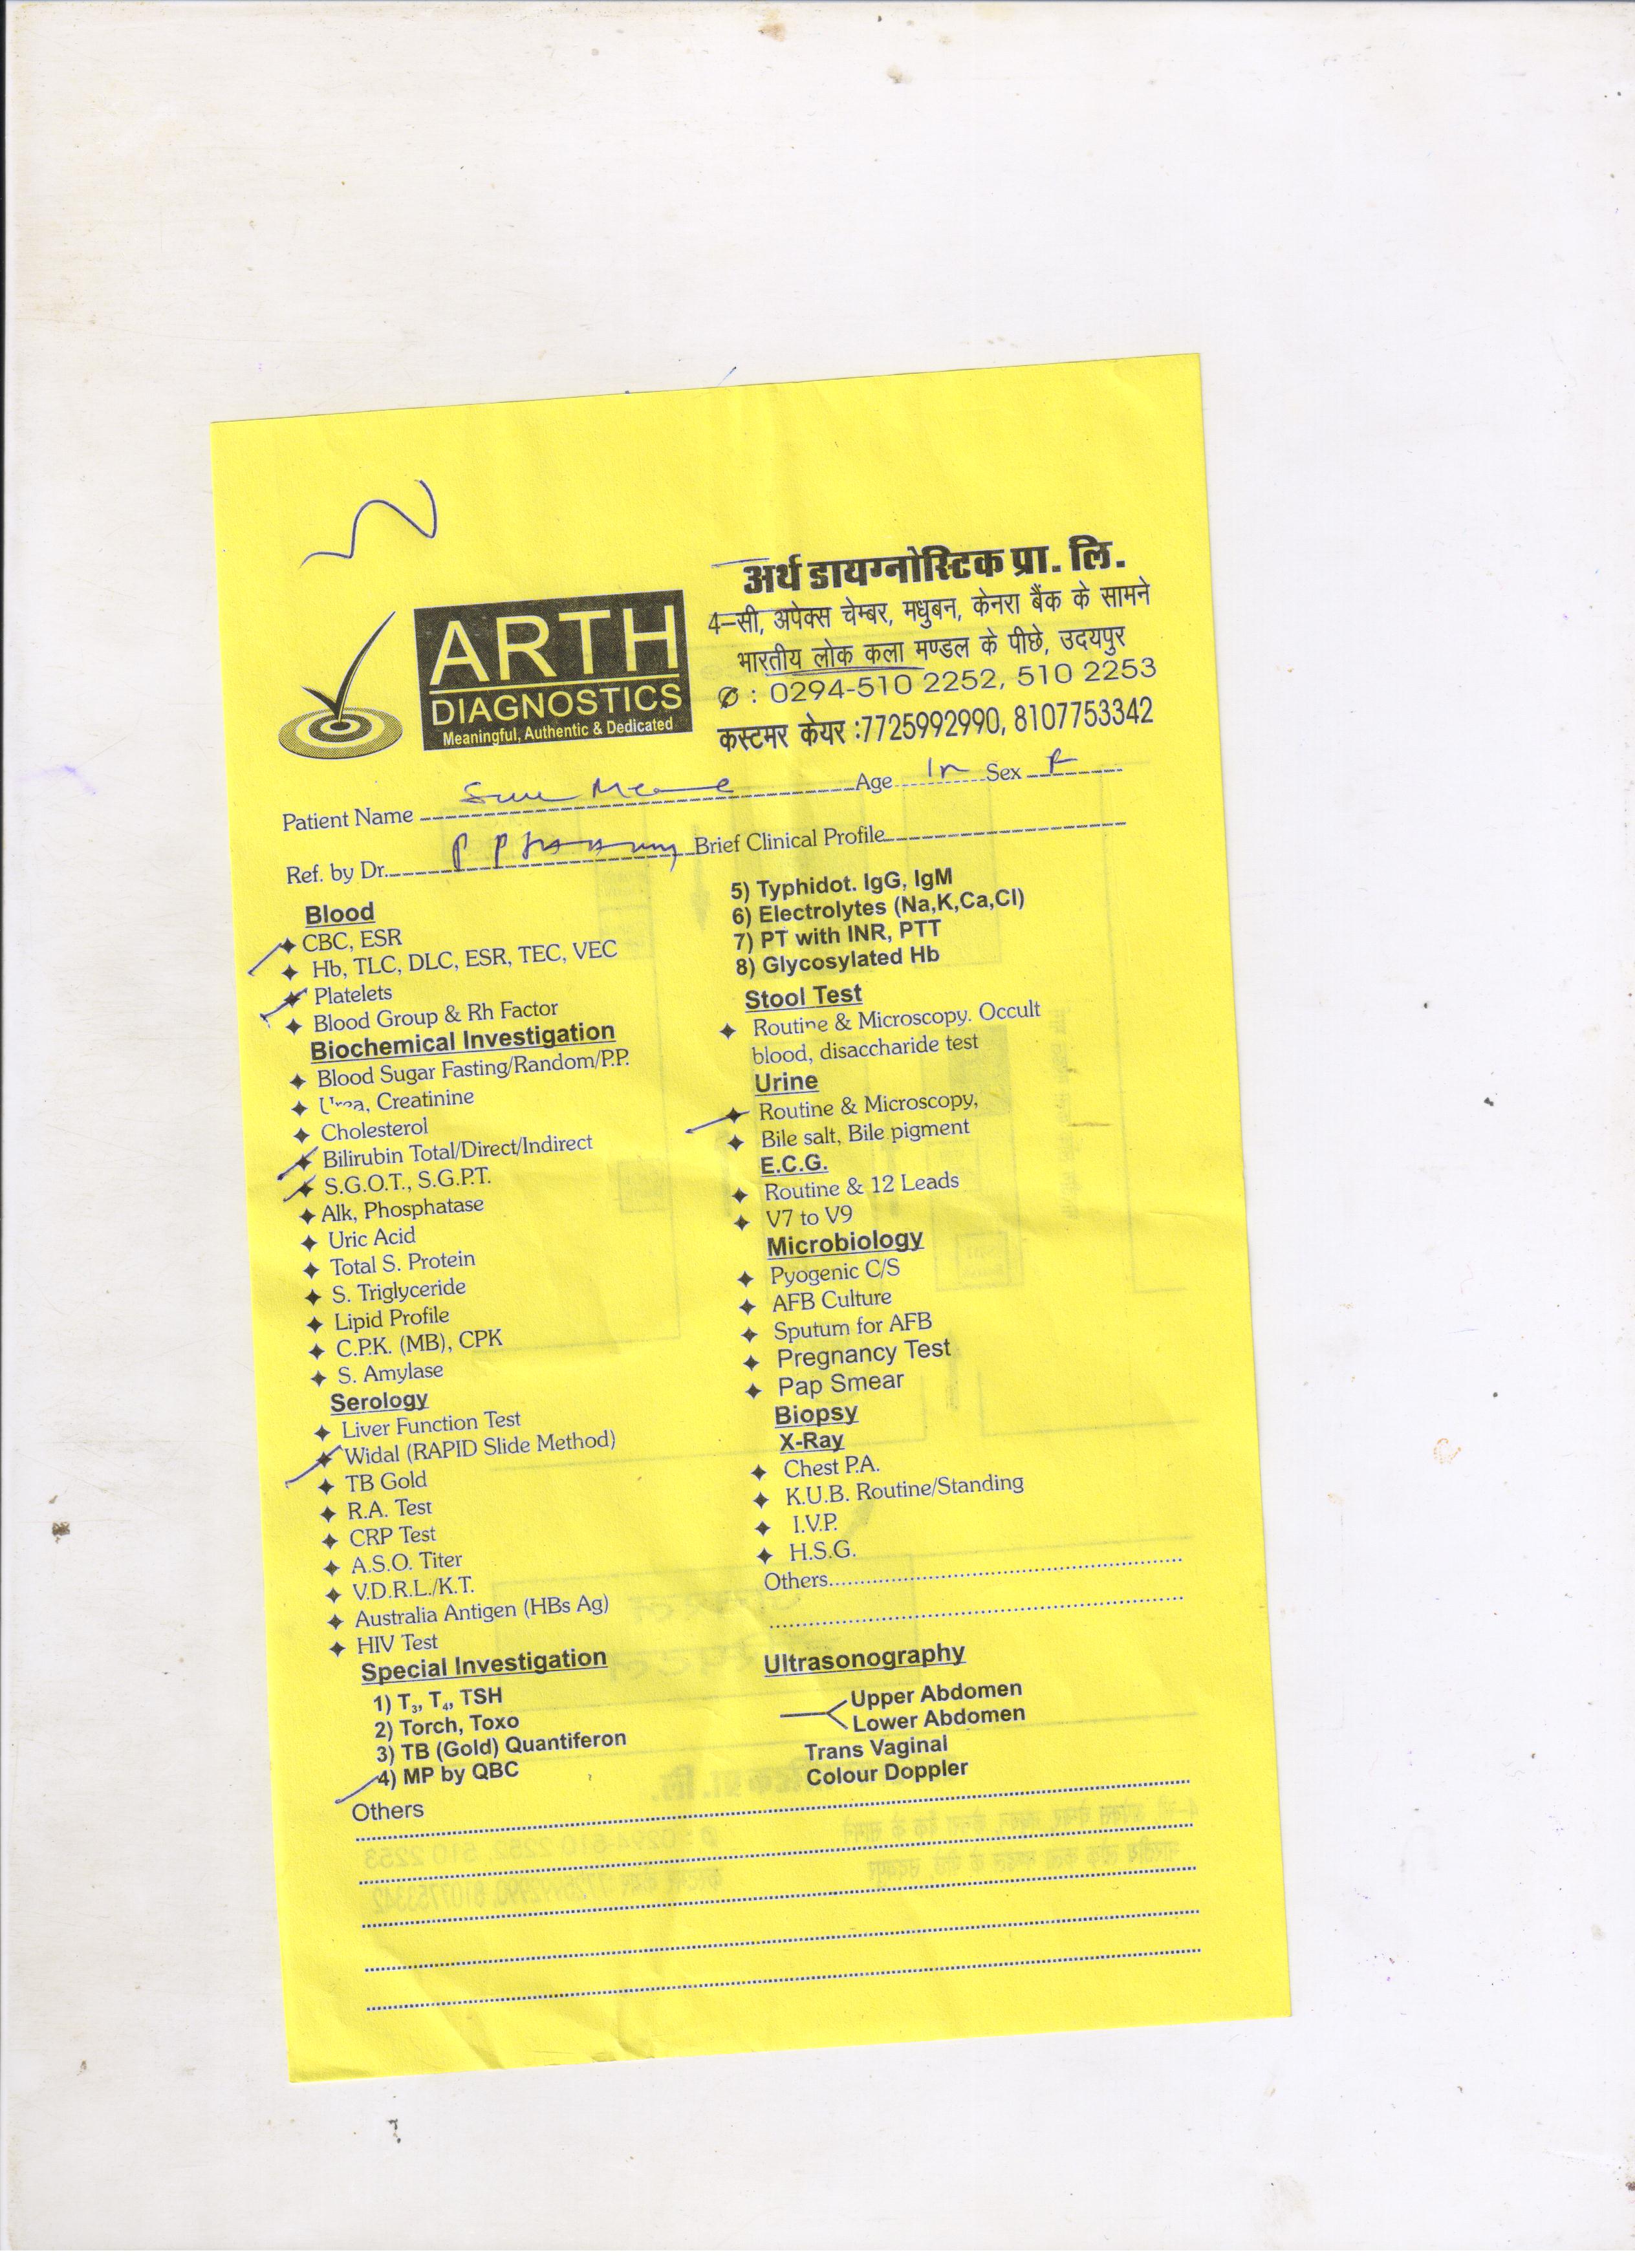 अर्थ डायग्नोस्टिक प्रा. लि.
4-सी, अपेक्स चेम्बर, मधुबन, केनरा बैंक के सामने
भारतीय लोक कला मण्डल के पीछे, उदयपुर
: 0294-510 2252, 510 2253
कस्टमर केयर :7725992990, 8107753342
ARTH
DIAGNOSTICS
Meaningful, Authentic & Dedicated
Patient Name Age Sex F
Ref. by Dr. Brief Clinical Profile
Blood
CBC, ESR
Hb, TLC, DLC, ESR, TEC, VEC
Platelets
Blood Group & Rh Factor
Biochemical Investigation
Blood Sugar Fasting/Random/P.P.
Urea, Creatinine
Cholesterol
Bilirubin Total/Direct/Indirect
S.G.O.T., S.G.P.T.
Alk, Phosphatase
Uric Acid
Total S. Protein
S. Triglyceride
Lipid Profile
C.P.K. (MB), CPK
S. Amylase
Serology
Liver Function Test
Widal (RAPID Slide Method)
TB Gold
R.A. Test
CRP Test
A.S.O. Titer
V.D.R.L./K.T.
Australia Antigen (HBs Ag)
HIV Test
Special Investigation
1) T3, T4, TSH
2) Torch, Toxo
3) TB (Gold) Quantiferon
4) MP by QBC
5) Typhidot. IgG, IgM
6) Electrolytes (Na,K,Ca,Cl)
7) PT with INR, PTT
8) Glycosylated Hb
Stool Test
Routine & Microscopy. Occult
blood, disaccharide test
Urine
Routine & Microscopy,
Bile salt, Bile pigment
E.C.G.
Routine & 12 Leads
V7 to V9
Microbiology
Pyogenic C/S
AFB Culture
Sputum for AFB
Pregnancy Test
Pap Smear
Biopsy
X-Ray
Chest P.A.
K.U.B. Routine/Standing
I.V.P.
H.S.G.
Others
Ultrasonography
Upper Abdomen
Lower Abdomen
Trans Vaginal
Colour Doppler
Others